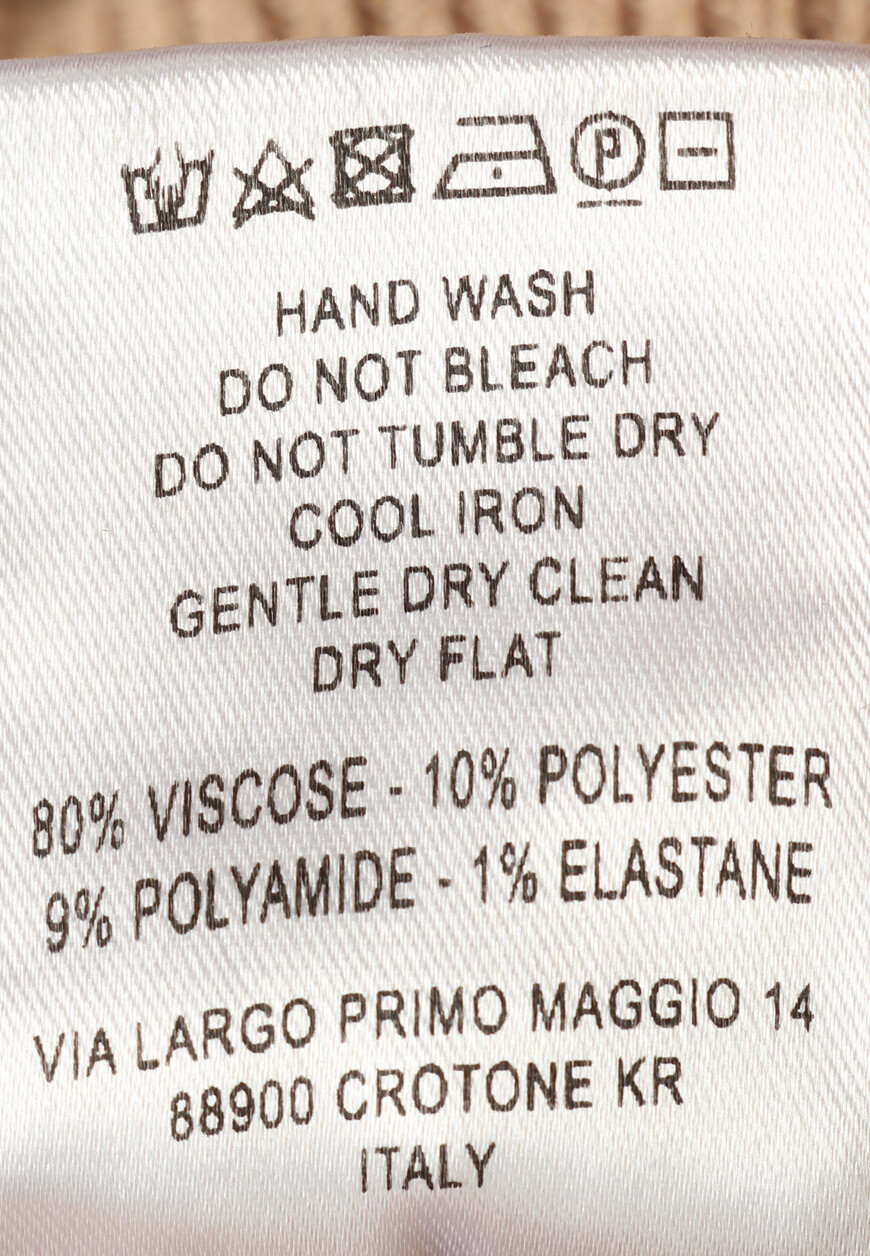 P
HAND WASH
DO NOT BLEACH
DO NOT TUMBLE DRY
COOL IRON
GENTLE DRY CLEAN
DRY FLAT
80% VISCOSE - 10% POLYESTER
9% POLYAMIDE - 1% ELASTANE
VIA LARGO PRIMO MAGGIO 14
88900 CROTONE KR
ITALY